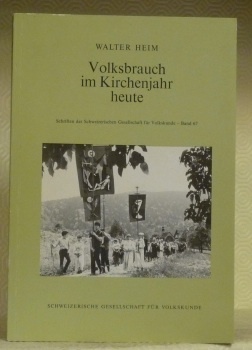 WALTER HEIM
Volksbrauch
im Kirchenjahr
heute
Schriften der Schweizerischen Gesellschaft für Volkskunde – Band 67
SCHWEIZERISCHE GESELLSCHAFT FÜR VOLKSKUNDE